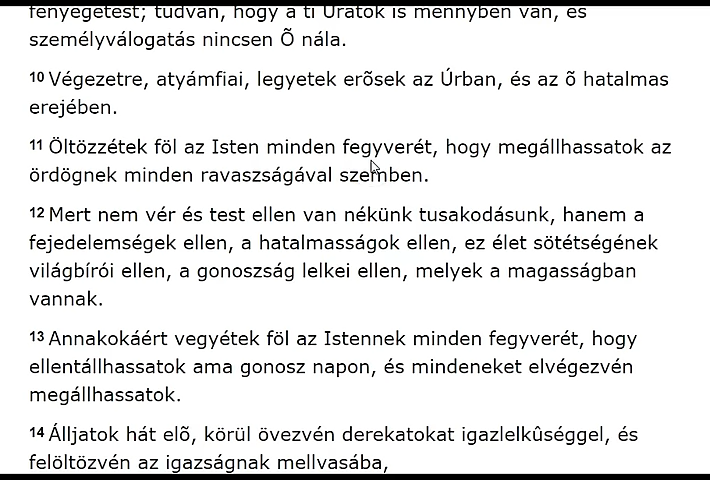 fenyegetést; tudván, hogy a ti Uratok is mennyben van, és
személyválogatás nincsen Õ nála.
10 Végezetre, atyámfiai, legyetek erõsek az Úrban, és az õ hatalmas
erejében.
11 Öltözzétek föl az Isten minden fegyverét, hogy megállhassatok az
ördögnek minden ravaszságával szemben.
12 Mert nem vér és test ellen van nékünk tusakodásunk, hanem a
fejedelemségek ellen, a hatalmasságok ellen, ez élet sötétségének
világbírói ellen, a gonoszság lelkei ellen, melyek a magasságban
vannak.
13 Annakokáért vegyétek föl az Istennek minden fegyverét, hogy
ellentállhassatok ama gonosz napon, és mindeneket elvégezvén
megállhassatok.
14 Álljatok hát elõ, körül övezvén derekatokat igazlelkûséggel, és
felöltözvén az igazságnak mellvasába,